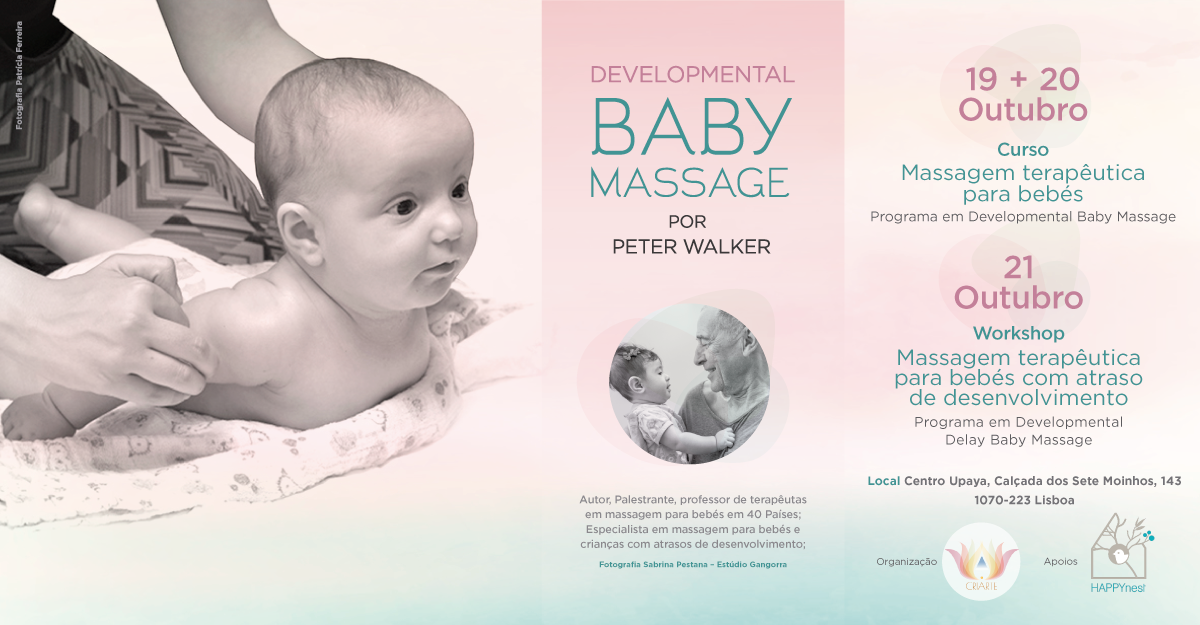 Fotografia Patrícia Ferreira
DEVELOPMENTAL
BABY
MASSAGE
POR
PETER WALKER
Autor, Palestrante, professor de terapêutas
em massagem para bebés em 40 Países;
Especialista em massagem para bebés e
crianças com atrasos de desenvolvimento;
Fotografia Sabrina Pestana – Estúdio Gangorra
19 + 20
Outubro
Curso
Massagem terapêutica
para bebés
Programa em Developmental Baby Massage
21
Outubro
Workshop
Massagem terapêutica
para bebés com atraso
de desenvolvimento
Programa em Developmental
Delay Baby Massage
Local Centro Upaya, Calçada dos Sete Moinhos, 143
1070-223 Lisboa
Organização
CRIARTE
Apoios
HAPPYnest